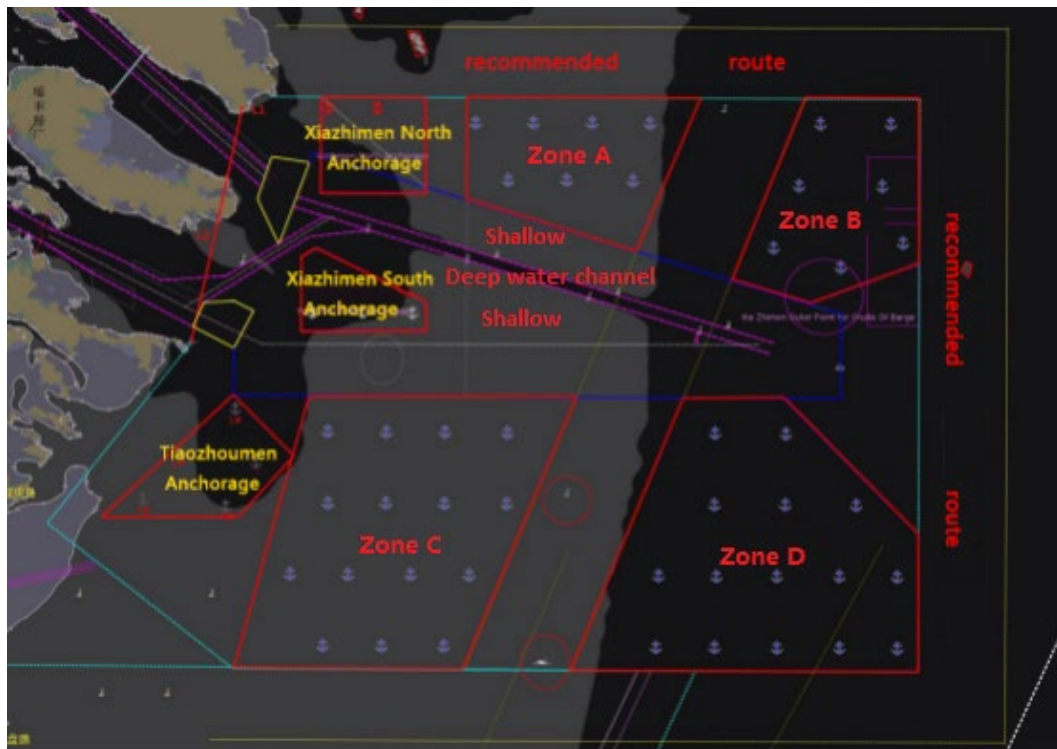 recommended route
Xiazhimen North
Anchorage
Zone A
Zone B
Shallow
Xiazhimen South
Anchorage
Deep water channel
Shallow
recommended
route
Tiaozhoumen
Anchorage
Zone C
Zone D